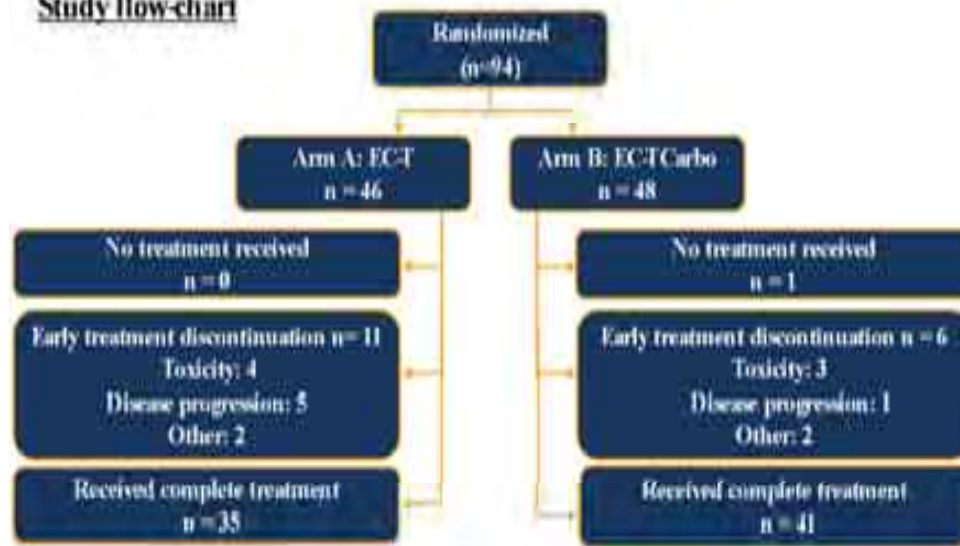 Study flow-chart
Randomized
(n=94)
Arm A: EC-T
n = 46
Arm B: EC-TCarbo
n = 48
No treatment received
n = 0
No treatment received
n = 1
Early treatment discontinuation n= 11
Toxicity: 4
Disease progression: 5
Other: 2
Early treatment discontinuation n = 6
Toxicity: 3
Disease progression: 1
Other: 2
Received complete treatment
n = 35
Received complete treatment
n = 41